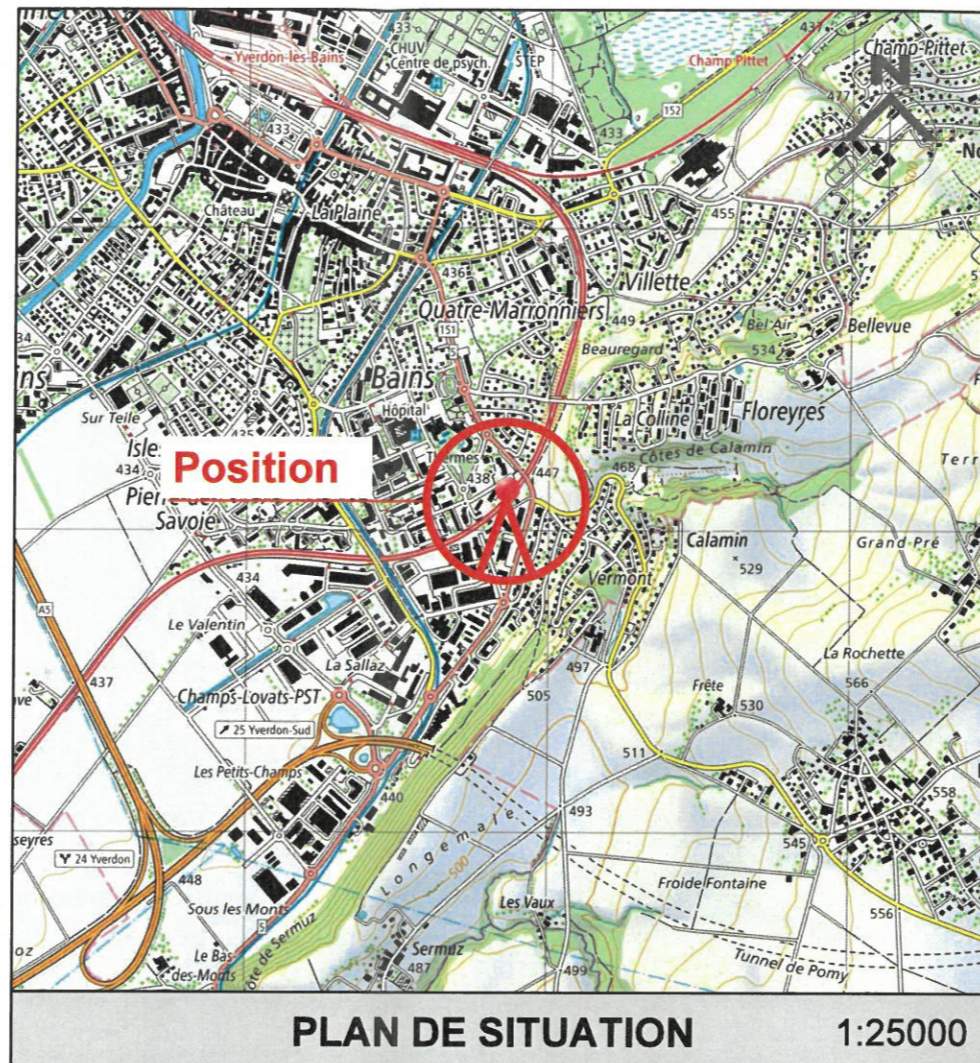 433
437
CHUV
Centre de psych.
STEP
Champ-Pittet
Yverdon-les-Bains
Champ Pittet
N
477
152
433
433
600
Château
La Plaine
455
436
Villette
Quatre-Marronniers
449
Bel-Air
Bellevue
151
5
Beauregard
534
Bains
Sur Teile
Hôpital
La Colline
Floreyres
Position
447
468
Côtes de Calamin
434
438
Savoie
Calamin
Grand-Pré
529
434
Vermont
A5
Le Valentin
La Rochette
La Sallaz
497
566
437
Frête
Champs-Lovats-PST
505
530
25 Yverdon-Sud
511
Les Petits-Champs
440
493
558
Longemale
545
24 Yverdon
448
500
Froide Fontaine
Sous les Monts
Les Vaux
556
5
Sermuz
Le Bas-
des-Monts
487
499
Tunnel de Pomy
PLAN DE SITUATION 1:25000